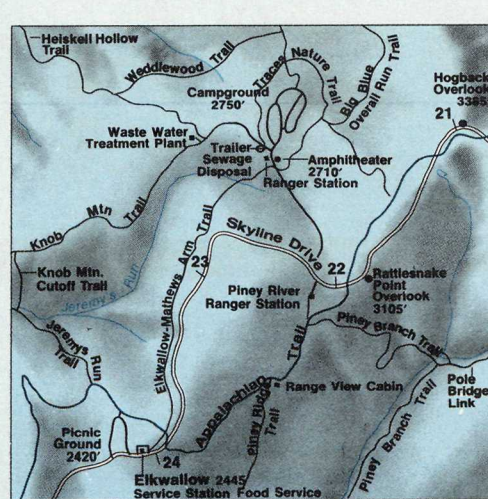 Heiskell Hollow
Trail
Weddlewood Trail
Traces Nature Trail
Big Blue
Overall Run Trail
Campground
2750'
Hogback
Overlook
3385'
21
Waste Water
Treatment Plant
Trailer
Sewage
Disposal
Amphitheater
2710'
Ranger Station
Knob Mtn Trail
Skyline Drive
23
22
Knob Mtn.
Cutoff Trail
Jeremy's Run
Elkwallow-Mathews Arm Trail
Piney River
Ranger Station
Rattlesnake
Point
Overlook
3105'
Piney Branch Trail
Jeremy's Run
Trail
Appalachian Trail
Range View Cabin
Piney Ridge
Trail
Pole
Bridge
Link
Piney Branch Trail
Picnic
Ground
2420'
24
Elkwallow 2445
Service Station Food Service